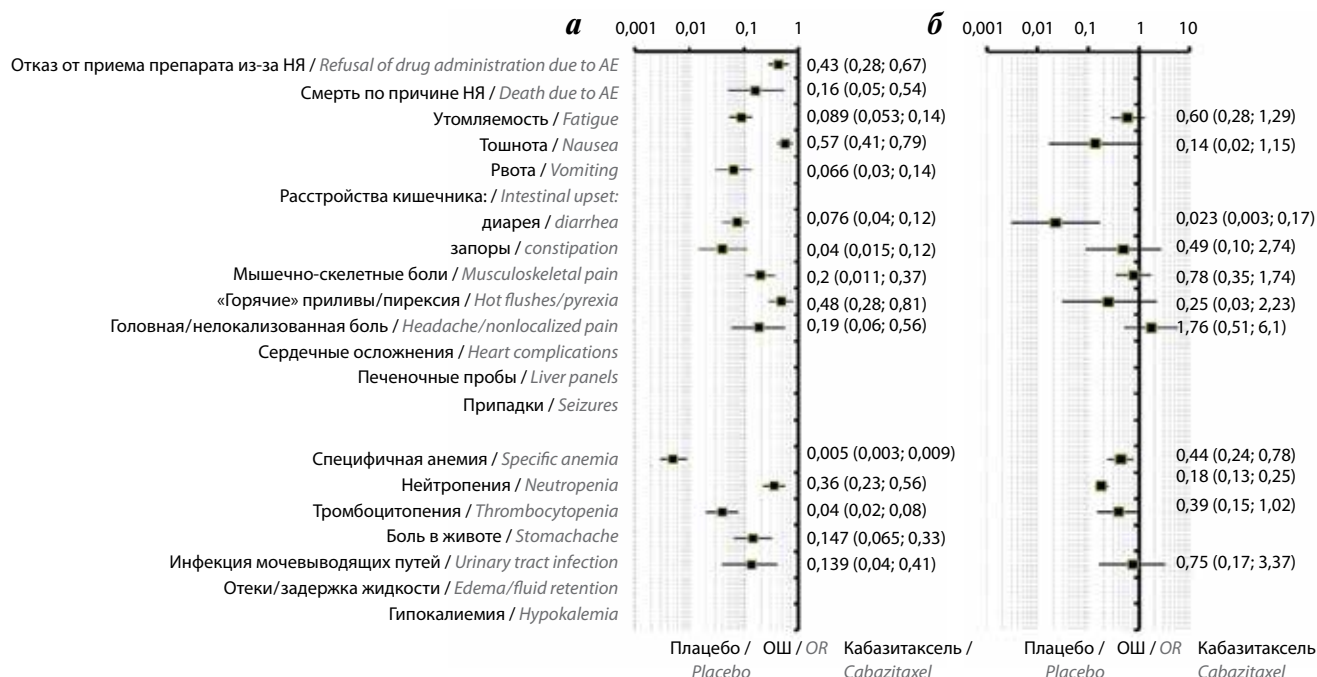 а 0,001 0,01 0,1 1 б 0,001 0,01 0,1 1 10
Отказ от приема препарата из-за НЯ / Refusal of drug administration due to AE 0,43 (0,28; 0,67)
Смерть по причине НЯ / Death due to AE 0,16 (0,05; 0,54)
Утомляемость / Fatigue 0,089 (0,053; 0,14) 0,60 (0,28; 1,29)
Тошнота / Nausea 0,57 (0,41; 0,79) 0,14 (0,02; 1,15)
Рвота / Vomiting 0,066 (0,03; 0,14)
Расстройства кишечника: / Intestinal upset:
диарея / diarrhea 0,076 (0,04; 0,12) 0,023 (0,003; 0,17)
запоры / constipation 0,04 (0,015; 0,12) 0,49 (0,10; 2,74)
Мышечно-скелетные боли / Musculoskeletal pain 0,2 (0,011; 0,37) 0,78 (0,35; 1,74)
«Горячие» приливы/пирексия / Hot flushes/pyrexia 0,48 (0,28; 0,81) 0,25 (0,03; 2,23)
Головная/нелокализованная боль / Headache/nonlocalized pain 0,19 (0,06; 0,56) 1,76 (0,51; 6,1)
Сердечные осложнения / Heart complications
Печеночные пробы / Liver panels
Припадки / Seizures
Специфичная анемия / Specific anemia 0,005 (0,003; 0,009) 0,44 (0,24; 0,78)
Нейтропения / Neutropenia 0,36 (0,23; 0,56) 0,18 (0,13; 0,25)
Тромбоцитопения / Thrombocytopenia 0,04 (0,02; 0,08) 0,39 (0,15; 1,02)
Боль в животе / Stomachache 0,147 (0,065; 0,33)
Инфекция мочевыводящих путей / Urinary tract infection 0,139 (0,04; 0,41) 0,75 (0,17; 3,37)
Отеки/задержка жидкости / Edema/fluid retention
Гипокалиемия / Hypokalemia
Плацебо / ОШ / OR Кабазитаксель / Плацебо / ОШ / OR Кабазитаксель
Placebo Cabazitaxel Placebo Cabazitaxel